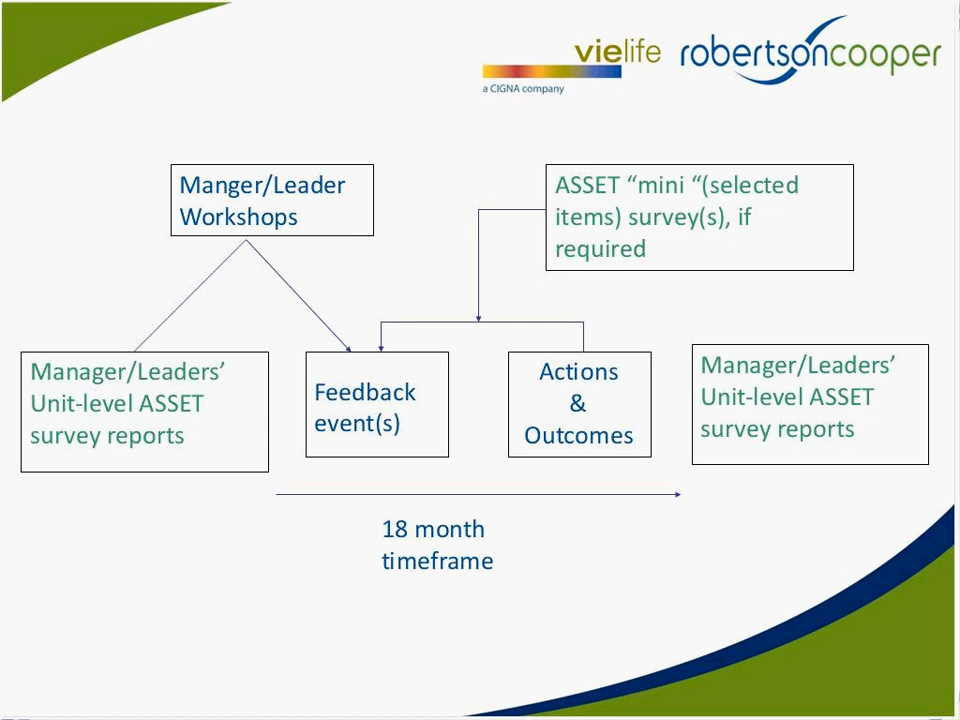 vielife
robertsoncooper
a CIGNA company
Manger/Leader
Workshops
ASSET “mini “(selected
items) survey(s), if
required
Manager/Leaders’
Unit-level ASSET
survey reports
Feedback
event(s)
Actions
&
Outcomes
Manager/Leaders’
Unit-level ASSET
survey reports
18 month
timeframe